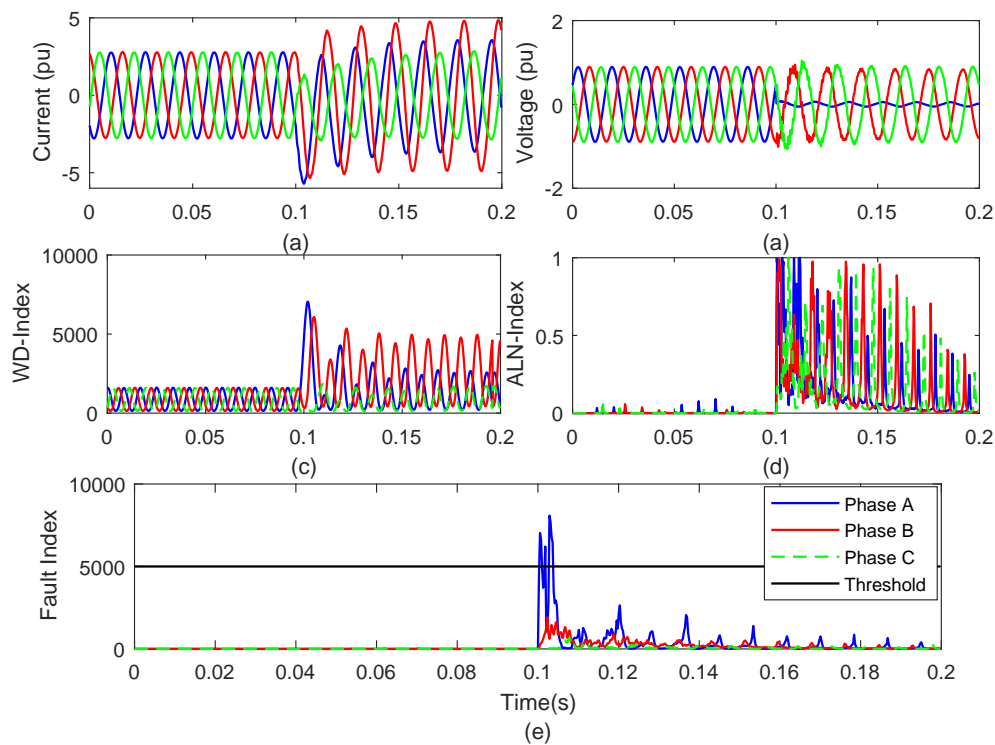 5
0
-5
Current (pu)
0 0.05 0.1 0.15 0.2
(a)
2
0
-2
Voltage (pu)
0 0.05 0.1 0.15 0.2
(a)
10000
5000
0
WD-Index
0 0.05 0.1 0.15 0.2
(c)
1
0.5
0
ALN-Index
0 0.05 0.1 0.15 0.2
(d)
10000
5000
0
Fault Index
Phase A
Phase B
Phase C
Threshold
0 0.02 0.04 0.06 0.08 0.1 0.12 0.14 0.16 0.18 0.2
Time(s)
(e)